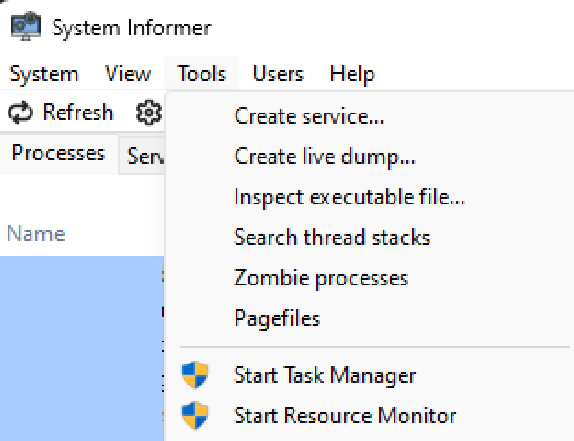 System Informer
System View Tools Users Help
Refresh
Processes
Serv
Name
Create service...
Create live dump...
Inspect executable file...
Search thread stacks
Zombie processes
Pagefiles
Start Task Manager
Start Resource Monitor